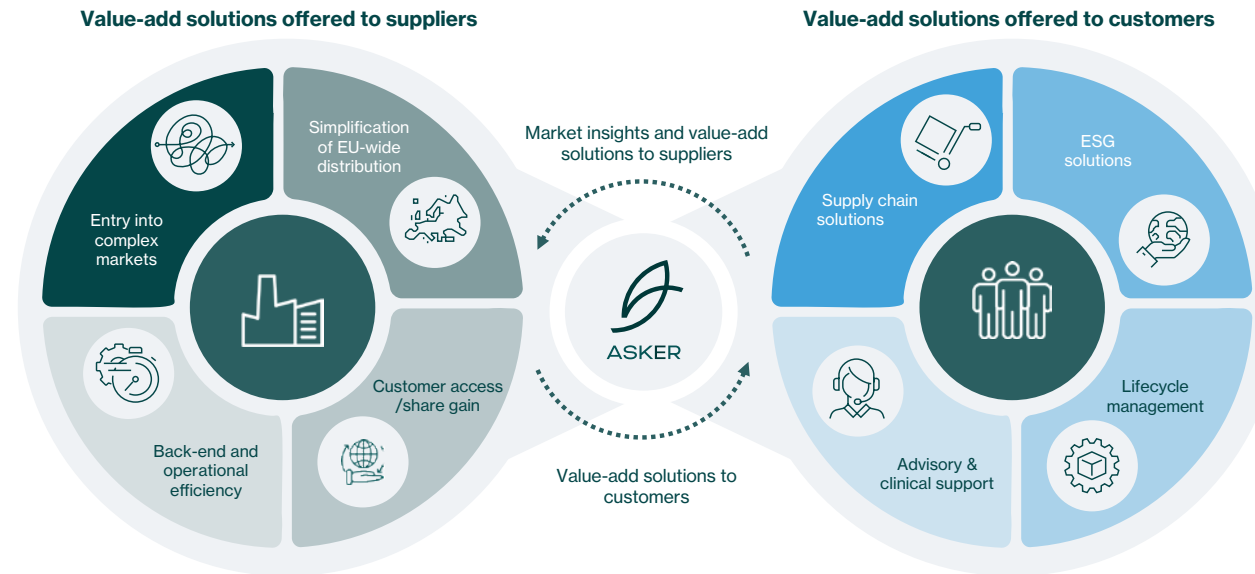 Value-add solutions offered to suppliers
Entry into
complex
markets
Simplification
of EU-wide
distribution
Back-end and
operational
efficiency
Customer access
/share gain
Market insights and value-add
solutions to suppliers
ASKER
Value-add solutions to
customers
Value-add solutions offered to customers
Supply chain
solutions
ESG
solutions
Advisory &
clinical support
Lifecycle
management